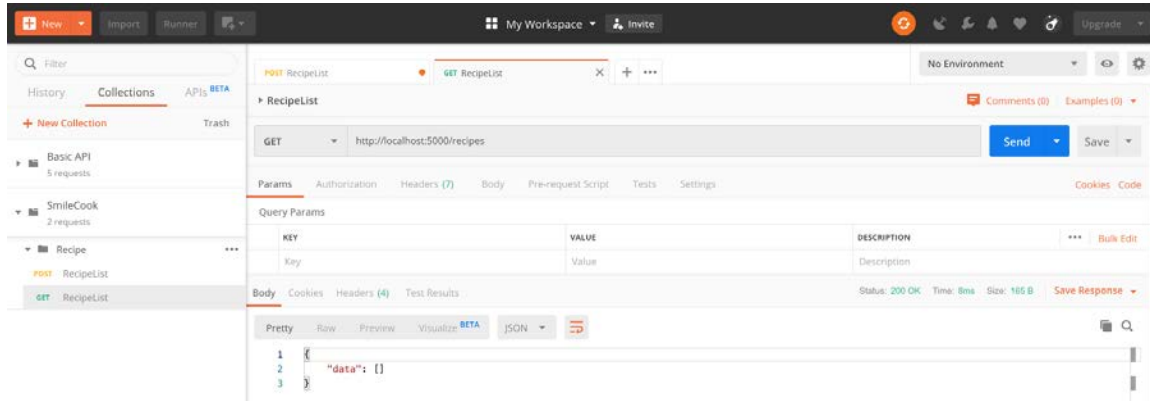 New Import Runner My Workspace Invite Upgrade
Filter
History Collections APIs BETA
+ New Collection Trash
Basic API
5 requests
SmileCook
2 requests
Recipe
POST RecipeList
GET RecipeList
POST RecipeList GET RecipeList × + ••• No Environment
RecipeList Comments (0) Examples (0)
GET http://localhost:5000/recipes Send Save
Params Authorization Headers (7) Body Pre-request Script Tests Settings Cookies Code
Query Params
KEY VALUE DESCRIPTION ••• Bulk Edit
Key Value Description
Body Cookies Headers (4) Test Results Status: 200 OK Time: 8ms Size: 165 B Save Response
Pretty Raw Preview Visualize BETA JSON
1 {
2 "data": []
3 }